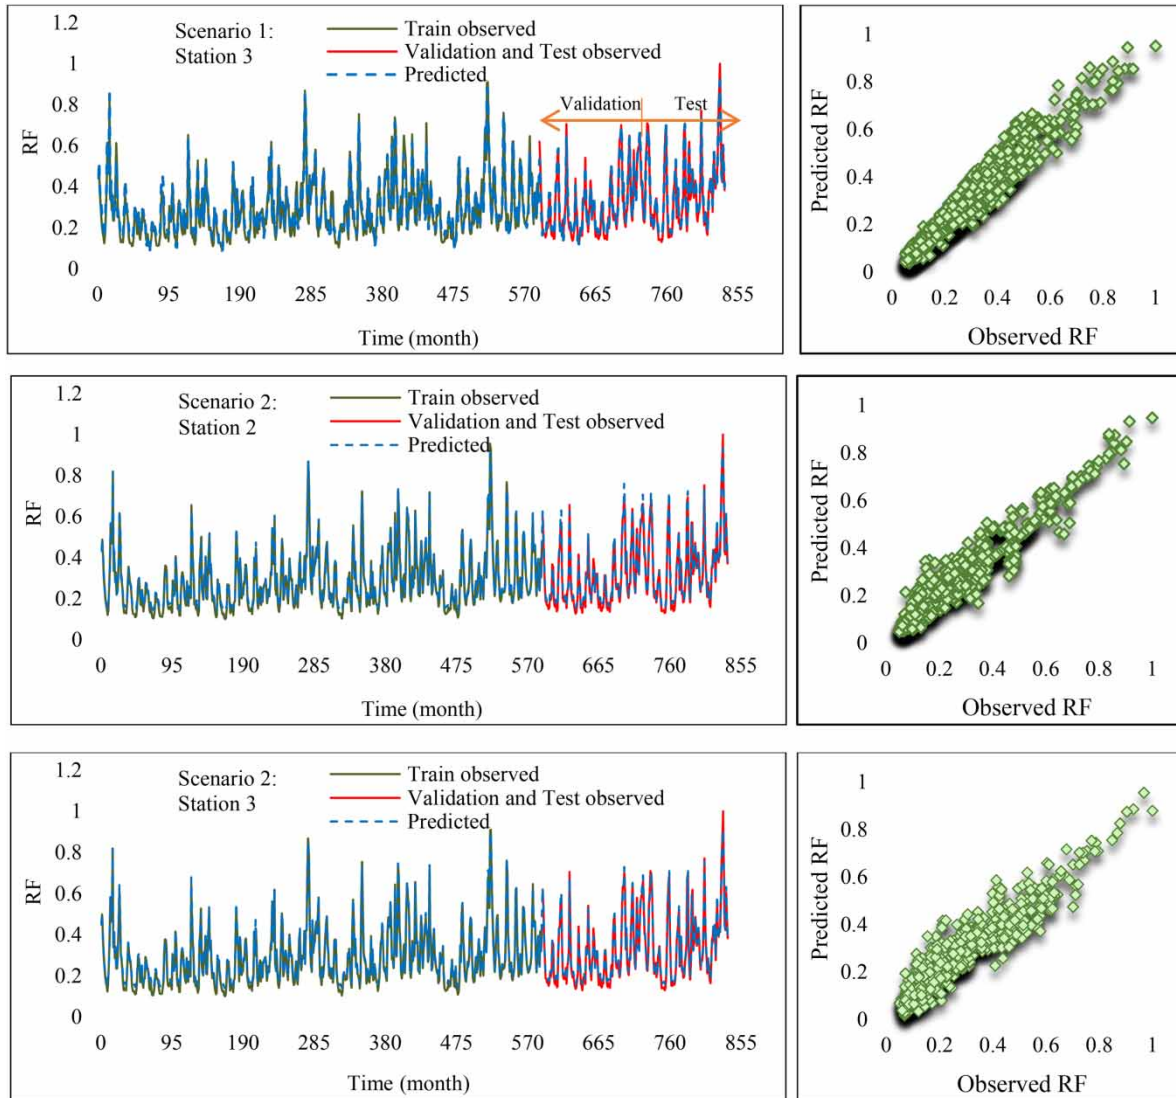 Scenario 1:
Station 3
Train observed
Validation and Test observed
Predicted
Validation
Test
RF
1.2
1
0.8
0.6
0.4
0.2
0
0 95 190 285 380 475 570 665 760 855
Time (month)
Predicted RF
1
0.8
0.6
0.4
0.2
0
0 0.2 0.4 0.6 0.8 1
Observed RF
Scenario 2:
Station 2
Train observed
Validation and Test observed
Predicted
RF
1.2
1
0.8
0.6
0.4
0.2
0
0 95 190 285 380 475 570 665 760 855
Time (month)
Predicted RF
1
0.8
0.6
0.4
0.2
0
0 0.2 0.4 0.6 0.8 1
Observed RF
Scenario 2:
Station 3
Train observed
Validation and Test observed
Predicted
RF
1.2
1
0.8
0.6
0.4
0.2
0
0 95 190 285 380 475 570 665 760 855
Time (month)
Predicted RF
1
0.8
0.6
0.4
0.2
0
0 0.2 0.4 0.6 0.8 1
Observed RF